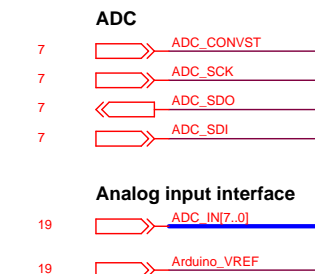 ADC
7 ADC_CONVST
7 ADC_SCK
7 ADC_SDO
7 ADC_SDI
Analog input interface
19 ADC_IN[7..0]
19 Arduino_VREF